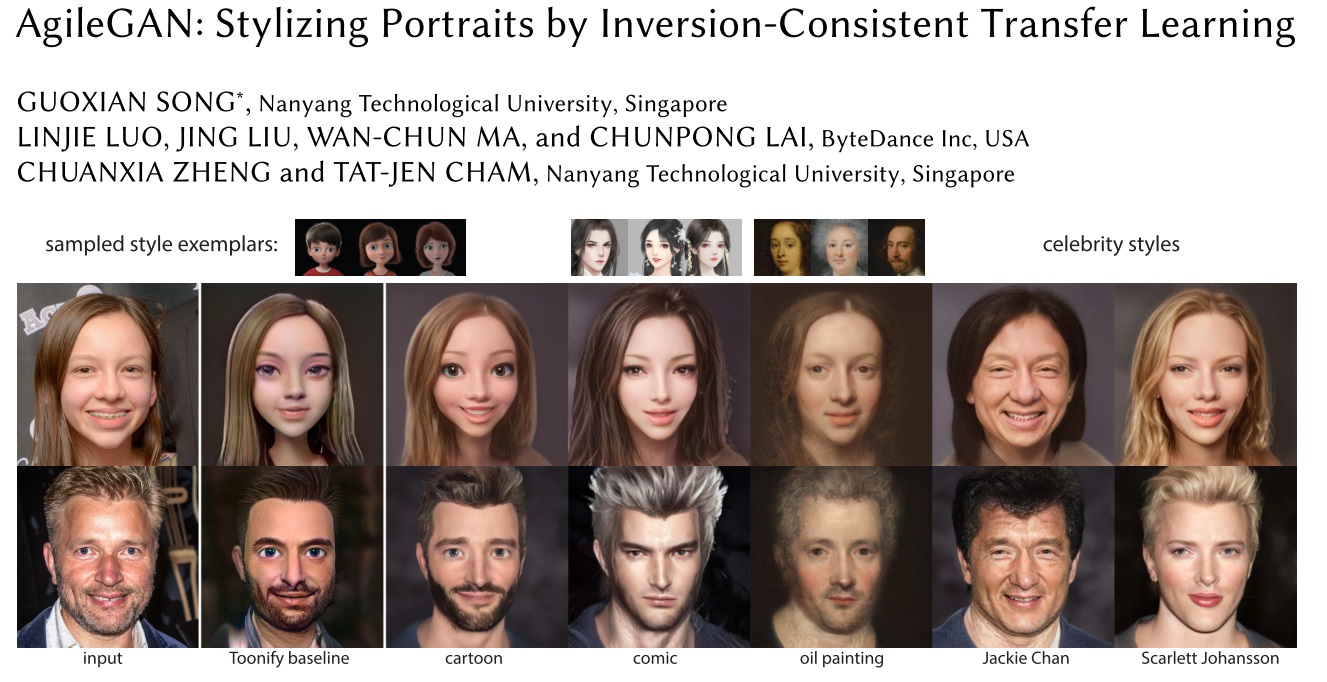 AgileGAN: Stylizing Portraits by Inversion-Consistent Transfer Learning
GUOXIAN SONG*, Nanyang Technological University, Singapore
LINJIE LUO, JING LIU, WAN-CHUN MA, and CHUNPONG LAI, ByteDance Inc, USA
CHUANXIA ZHENG and TAT-JEN CHAM, Nanyang Technological University, Singapore
sampled style exemplars:
celebrity styles
input
Toonify baseline
cartoon
comic
oil painting
Jackie Chan
Scarlett Johansson